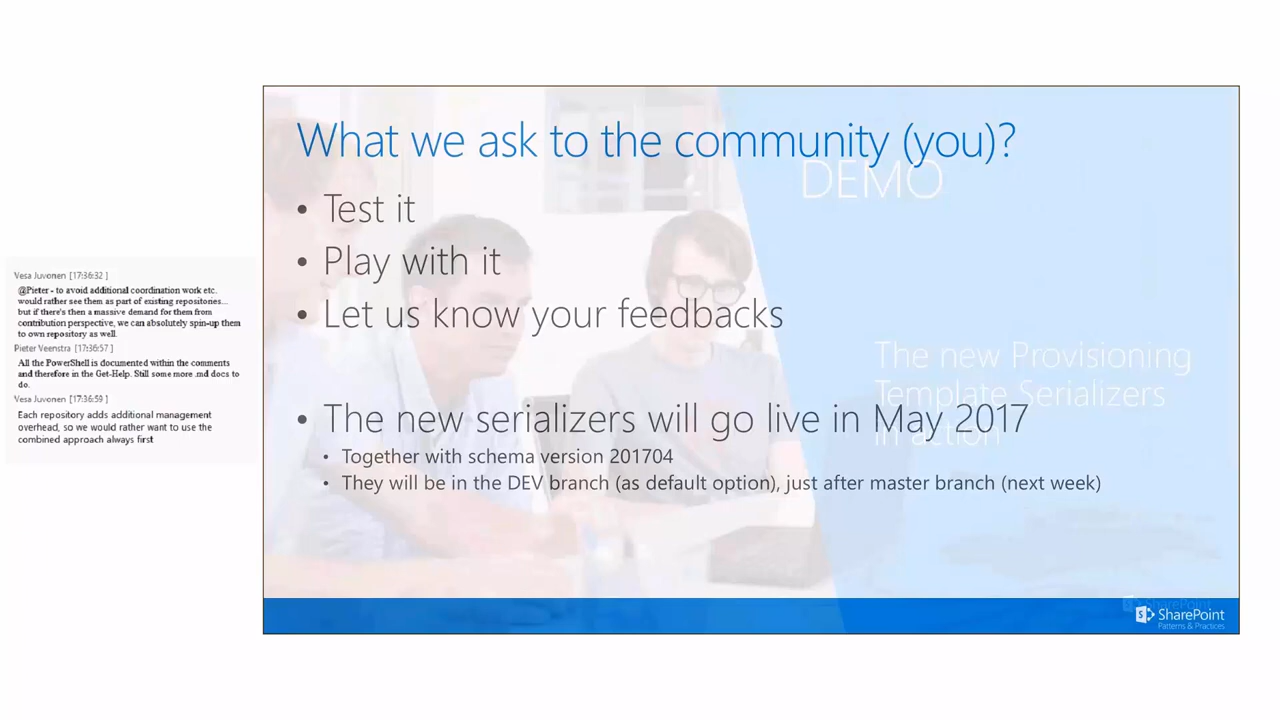 Vesa Juvonen [17:36:32 ]
@Pieter - to avoid additional coordination work etc.
would rather see them as part of existing repositories...
but if there's then a massive demand for them from
contribution perspective, we can absolutely spin-up them
to own repository as well.
Pieter Veenstra [17:36:57 ]
All the PowerShell is documented within the comments
and therefore in the Get-Help. Still some more .md docs to
do.
Vesa Juvonen [17:36:59 ]
Each repository adds additional management
overhead, so we would rather want to use the
combined approach always first
What we ask to the community (you)?
DEMO
• Test it
• Play with it
• Let us know your feedbacks
The new Provisioning
Template Serializers
in action
• The new serializers will go live in May 2017
• Together with schema version 201704
• They will be in the DEV branch (as default option), just after master branch (next week)
SharePoint
SharePoint
Patterns & Practices